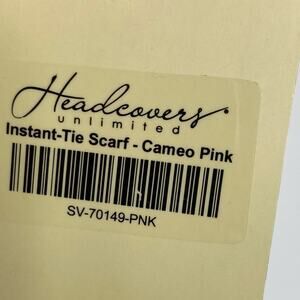 Headcovers®
unlimited
Instant-Tie Scarf - Cameo Pink
SV-70149-PNK